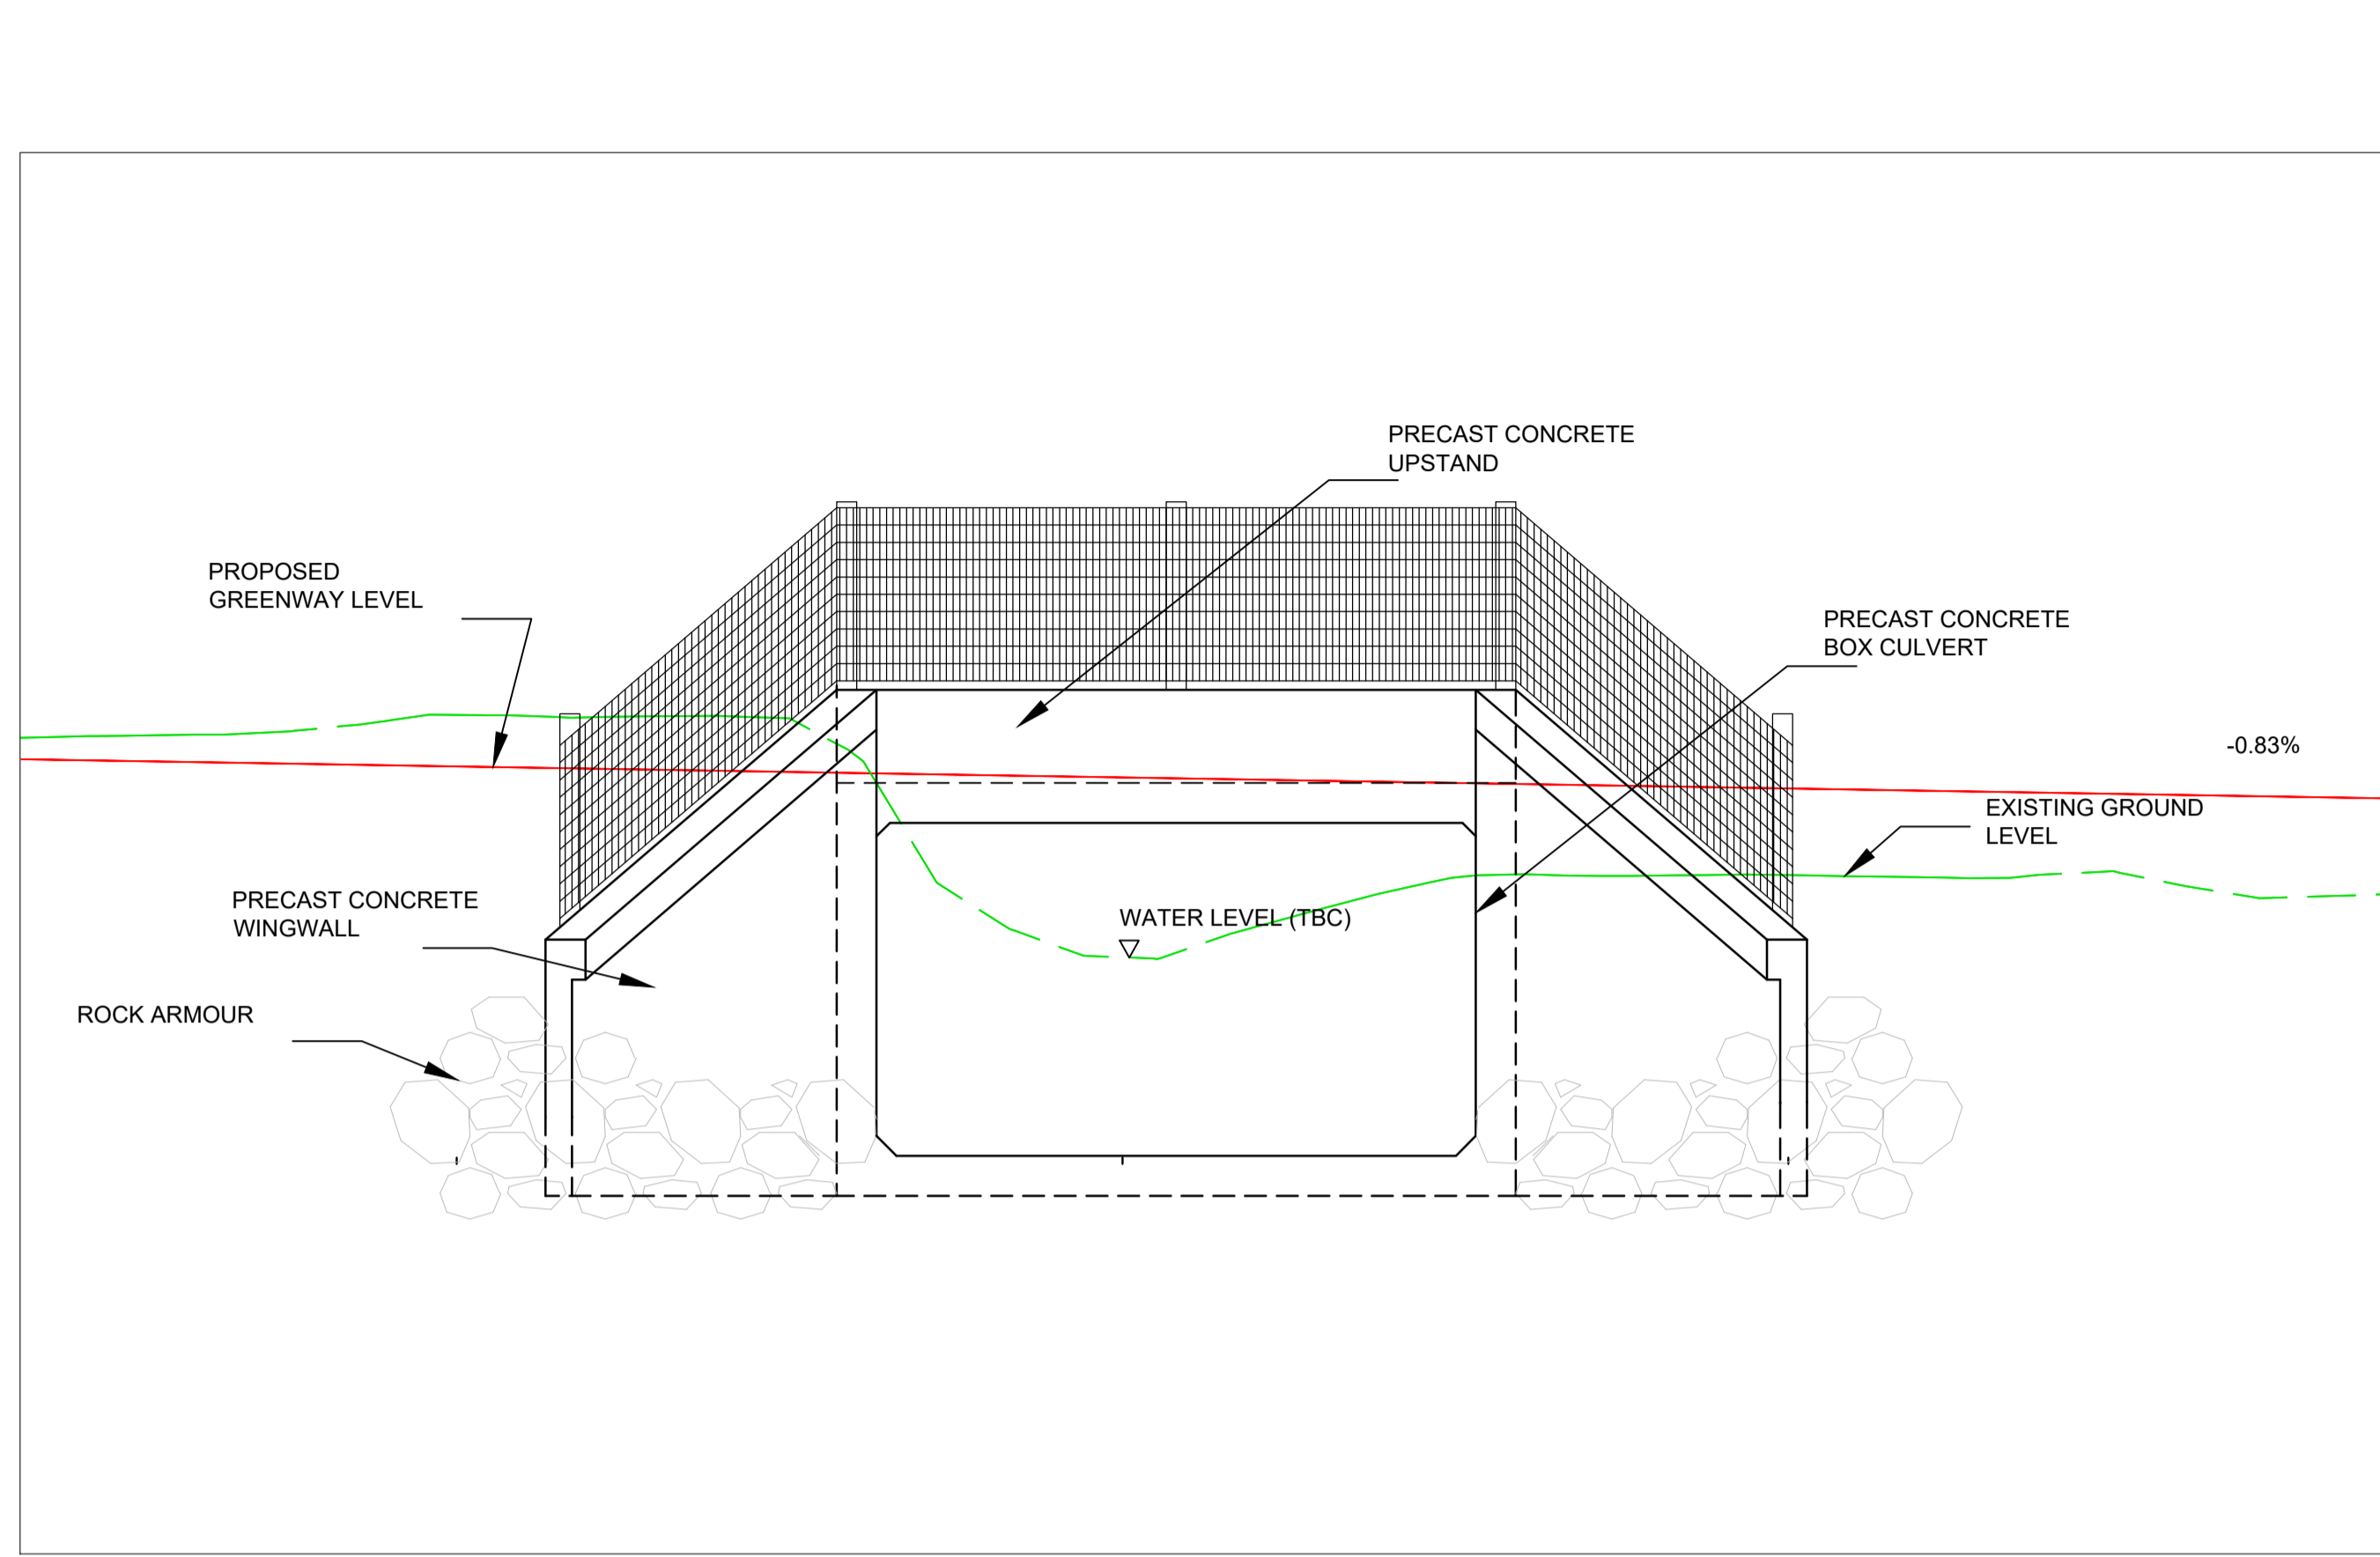 PRECAST CONCRETE
UPSTAND
PROPOSED
GREENWAY LEVEL
PRECAST CONCRETE
BOX CULVERT
-0.83%
EXISTING GROUND
LEVEL
PRECAST CONCRETE
WINGWALL
WATER LEVEL (TBC)
ROCK ARMOUR